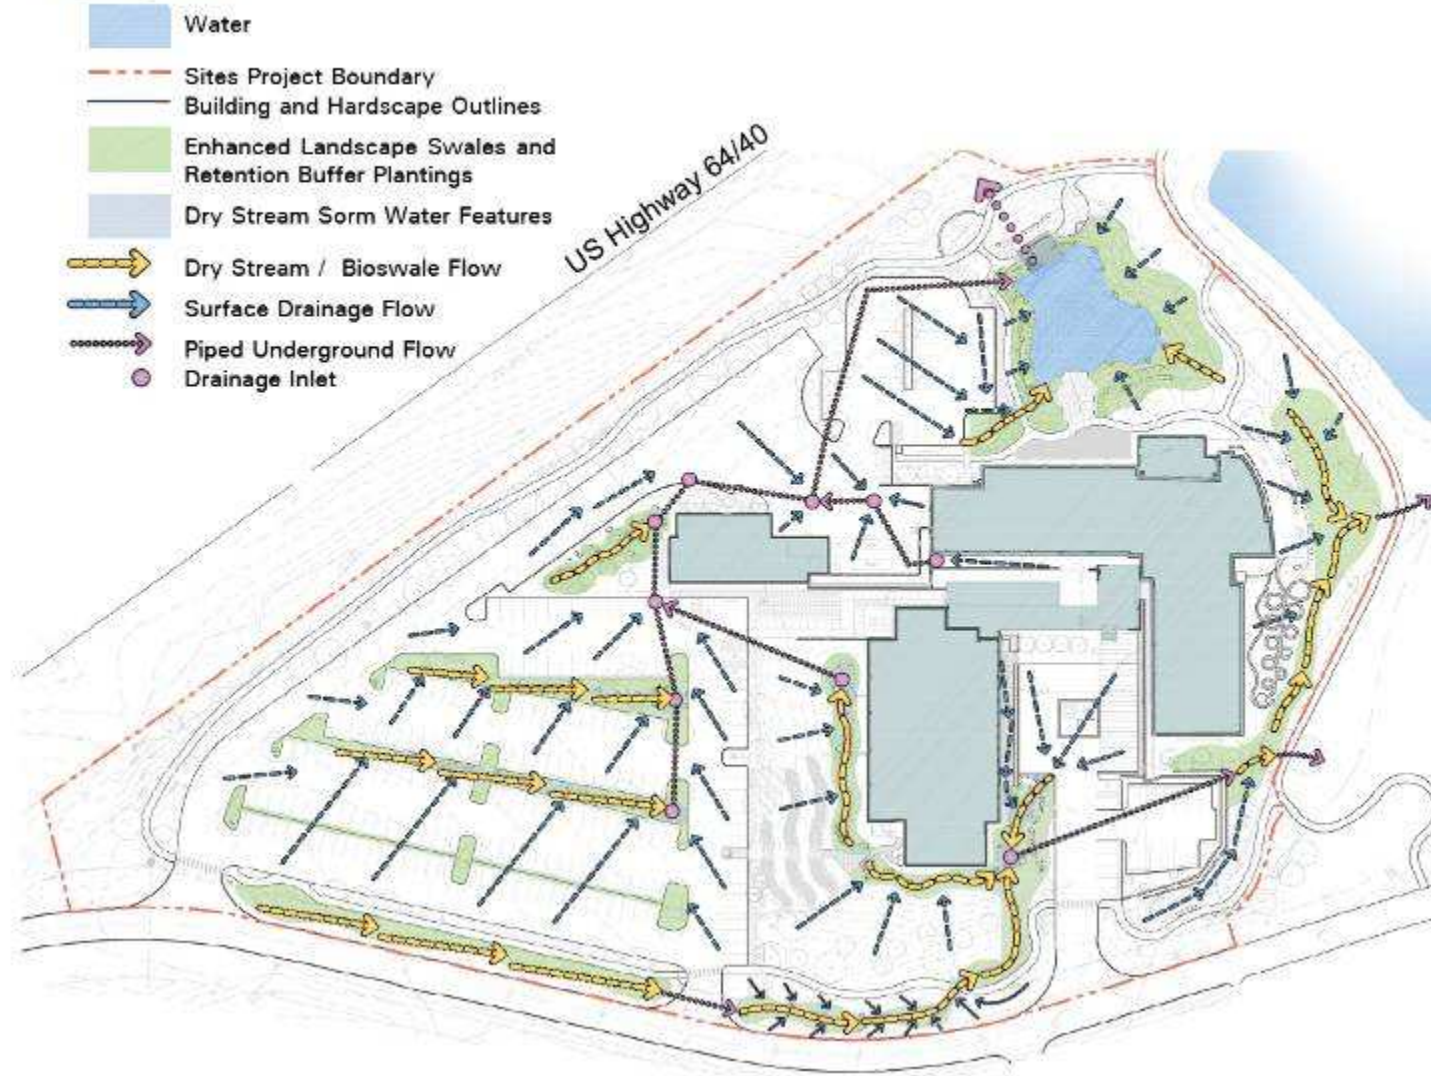 Water
Sites Project Boundary
Building and Hardscape Outlines
Enhanced Landscape Swales and
Retention Buffer Plantings
Dry Stream Sorm Water Features
Dry Stream / Bioswale Flow
Surface Drainage Flow
Piped Underground Flow
Drainage Inlet
US Highway 64/40